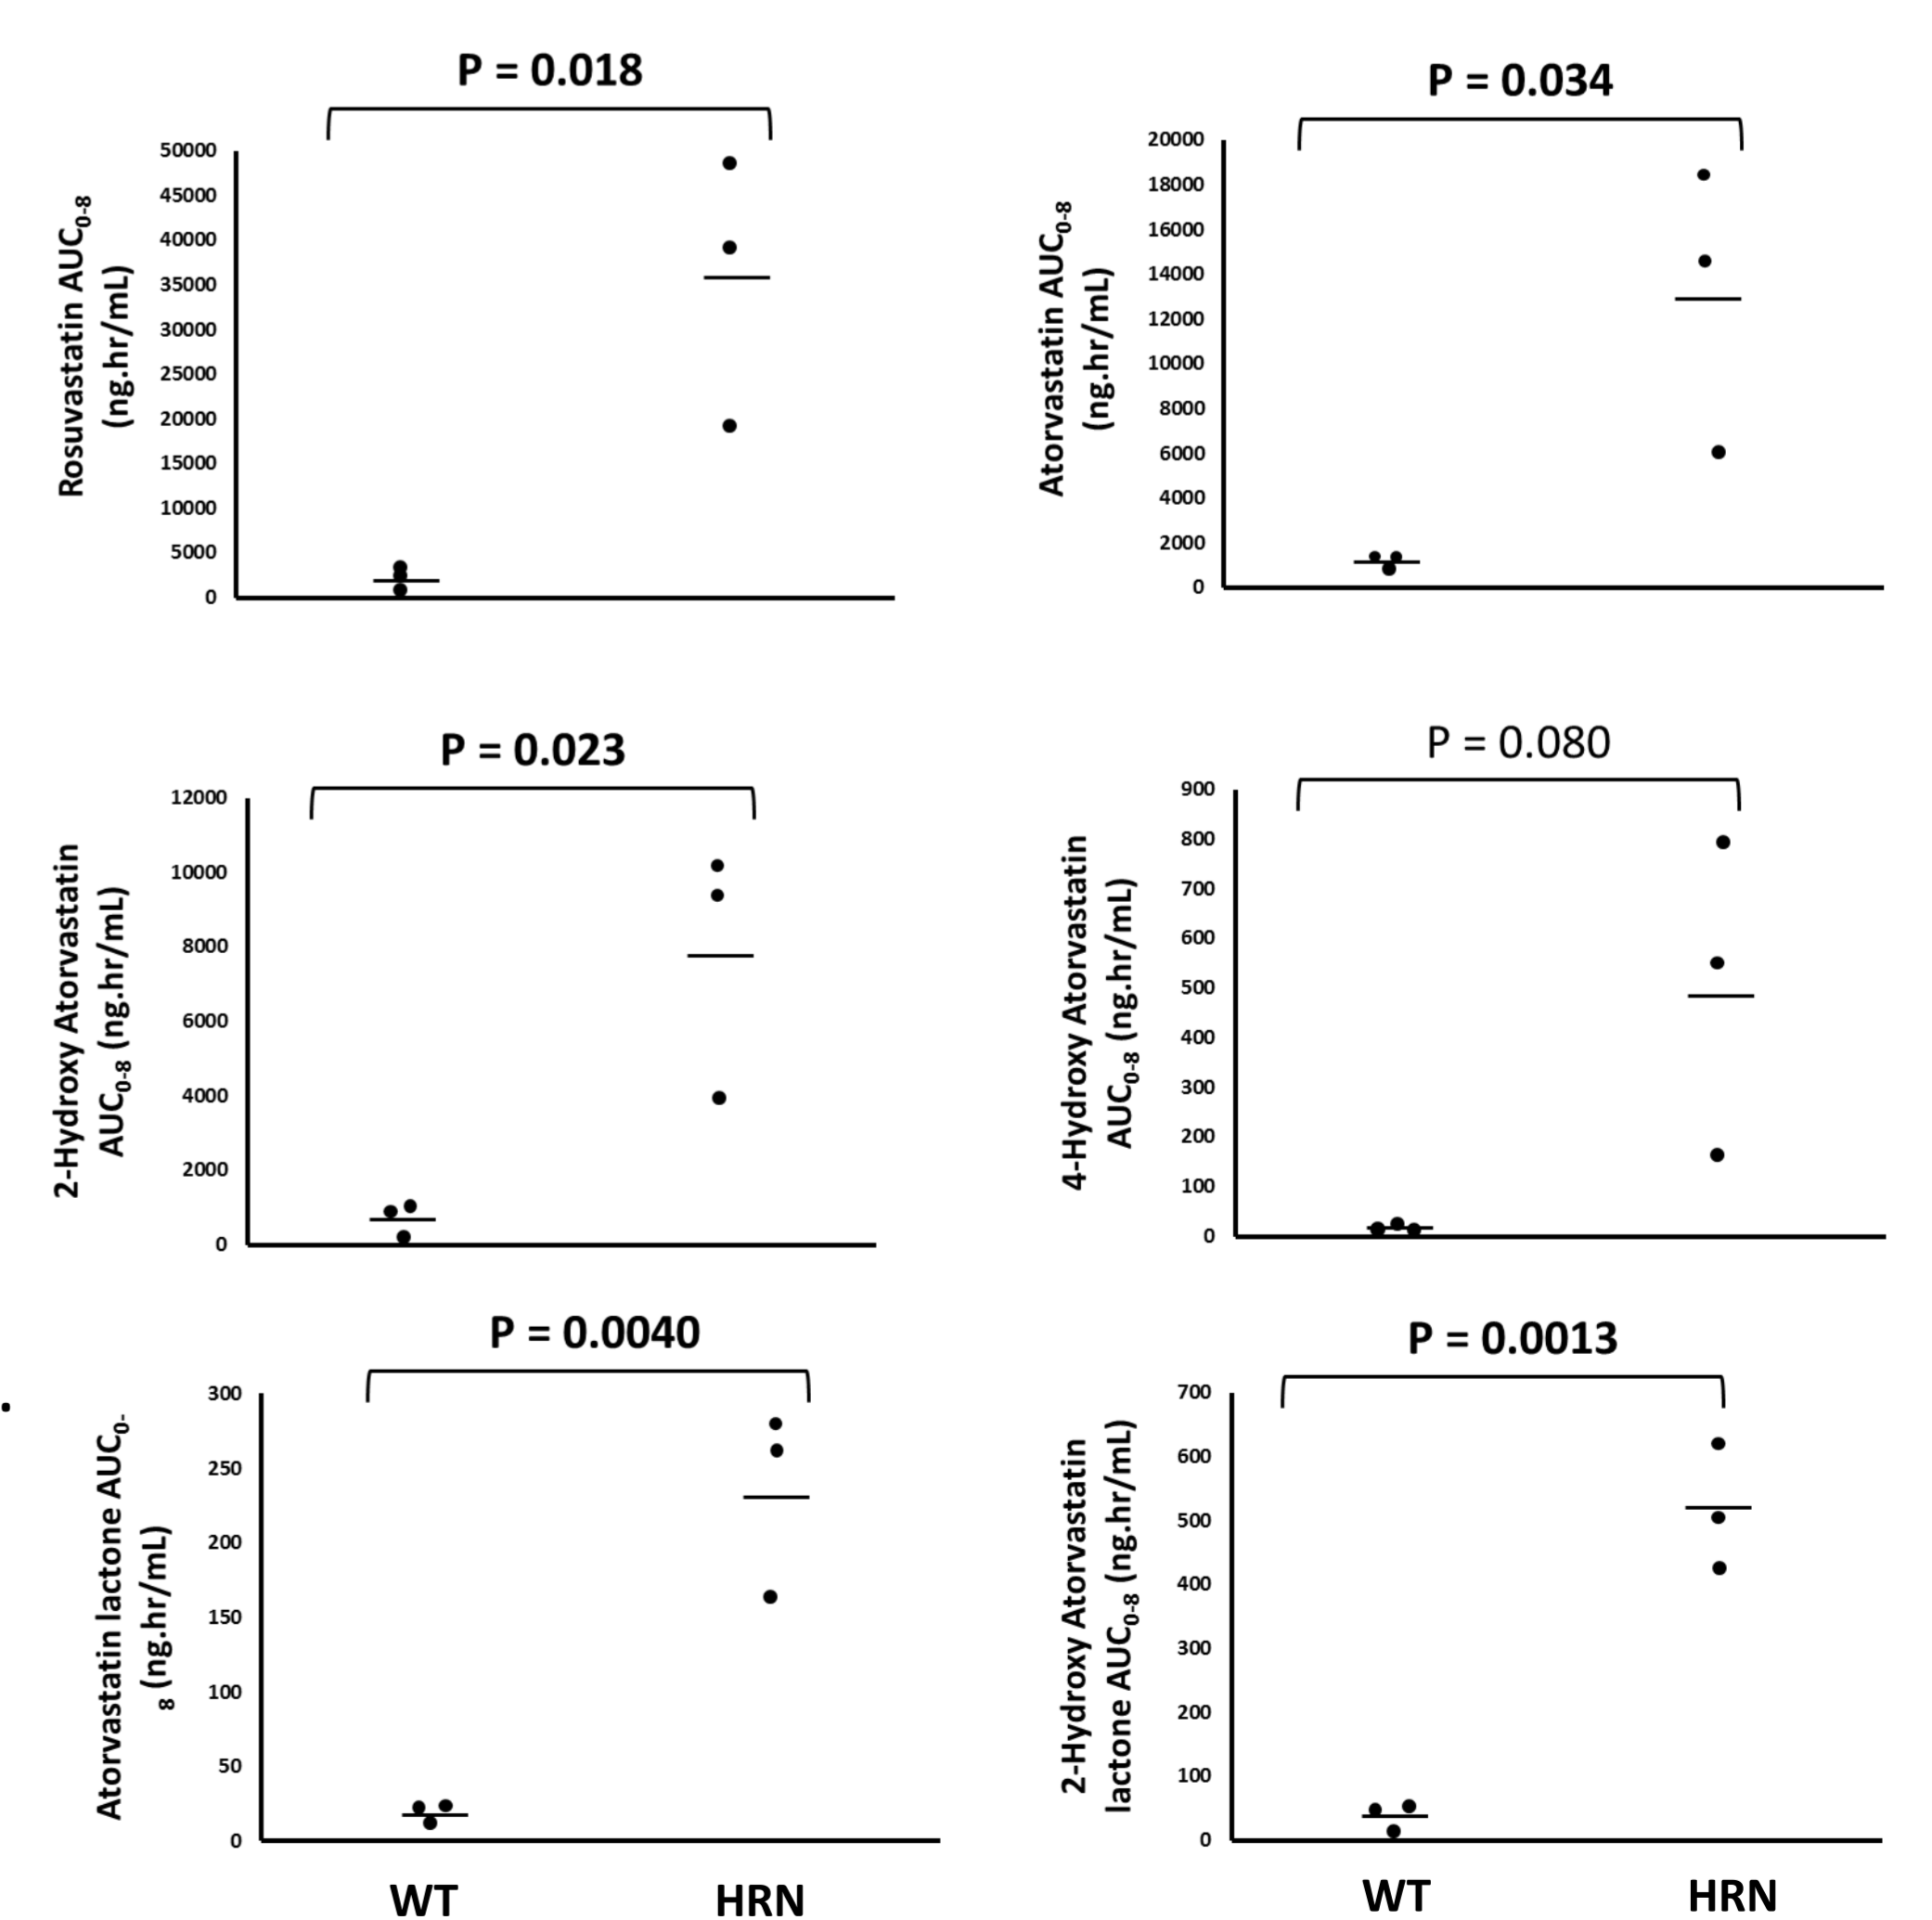 P = 0.018
Rosuvastatin AUC0-8
(ng.hr/mL)
50000
45000
40000
35000
30000
25000
20000
15000
10000
5000
0
P = 0.034
Atorvastatin AUC0-8
(ng.hr/mL)
20000
18000
16000
14000
12000
10000
8000
6000
4000
2000
0
P = 0.023
2-Hydroxy Atorvastatin
AUC0-8 (ng.hr/mL)
12000
10000
8000
6000
4000
2000
0
P = 0.080
4-Hydroxy Atorvastatin
AUC0-8 (ng.hr/mL)
900
800
700
600
500
400
300
200
100
0
P = 0.0040
Atorvastatin lactone AUC0-
8 (ng.hr/mL)
300
250
200
150
100
50
0
WT HRN
P = 0.0013
2-Hydroxy Atorvastatin
lactone AUC0-8 (ng.hr/mL)
700
600
500
400
300
200
100
0
WT HRN
.